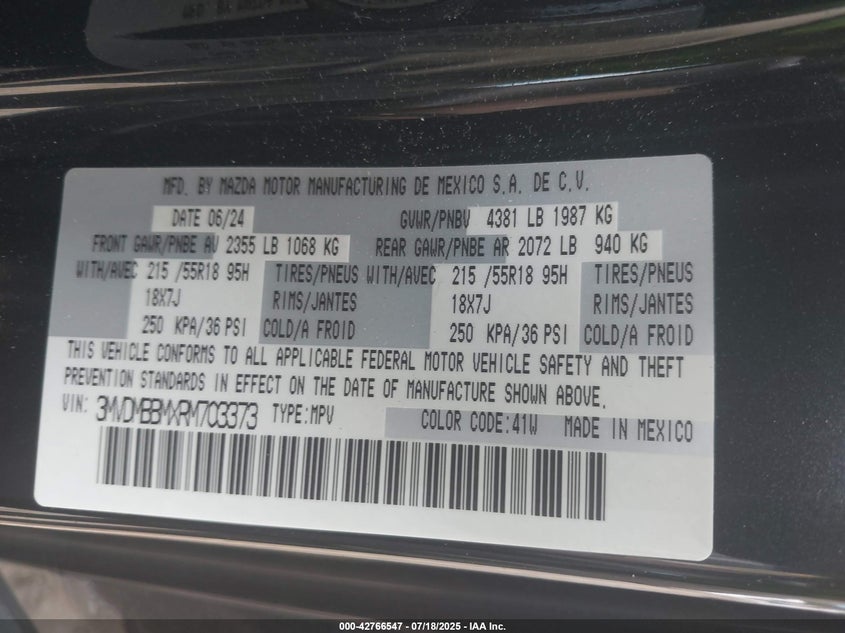 MFD. BY MAZDA MOTOR MANUFACTURING DE MEXICO S.A. DE C.V.
DATE 06/24 GVWR/PNBV 4381 LB 1987 KG
FRONT GAWR/PNBE AV 2355 LB 1068 KG REAR GAWR/PNBE AR 2072 LB 940 KG
WITH/AVEC 215 /55R18 95H TIRES/PNEUS WITH/AVEC 215 /55R18 95H TIRES/PNEUS
18X7J RIMS/JANTES 18X7J RIMS/JANTES
250 KPA/36 PSI COLD/A FROID 250 KPA/36 PSI COLD/A FROID
THIS VEHICLE CONFORMS TO ALL APPLICABLE FEDERAL MOTOR VEHICLE SAFETY AND THEFT
PREVENTION STANDARDS IN EFFECT ON THE DATE OF MANUFACTURE SHOWN ABOVE.
VIN: 3MVDMBBMXRM703373 TYPE:MPV COLOR CODE:41W MADE IN MEXICO
000-42766547 - 07/18/2025 - IAA Inc.